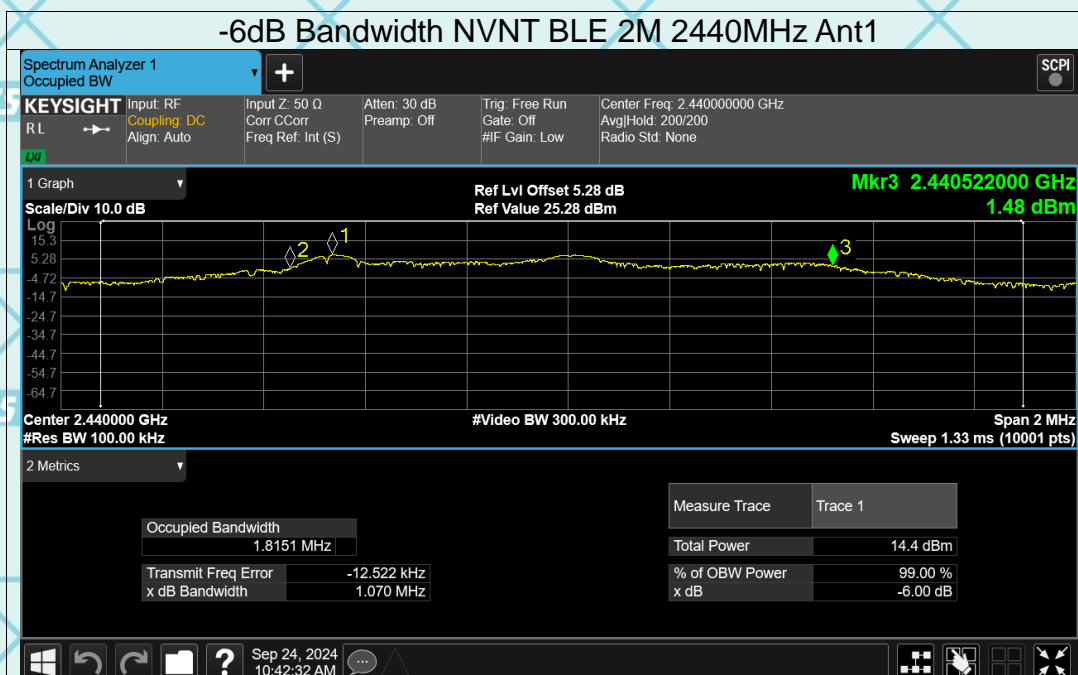 -6dB Bandwidth NVNT BLE 2M 2440MHz Ant1
Spectrum Analyzer 1
Occupied BW
+
SCPI
KEYSIGHT
R L
LXI
Input: RF
Coupling: DC
Align: Auto
Input Z: 50 Ω
Corr CCorr
Freq Ref: Int (S)
Atten: 30 dB
Preamp: Off
Trig: Free Run
Gate: Off
#IF Gain: Low
Center Freq: 2.440000000 GHz
Avg|Hold: 200/200
Radio Std: None
1 Graph
Scale/Div 10.0 dB
Ref Lvl Offset 5.28 dB
Ref Value 25.28 dBm
Mkr3 2.440522000 GHz
1.48 dBm
Log
15.3
5.28
-4.72
-14.7
-24.7
-34.7
-44.7
-54.7
-64.7
2
1
3
Center 2.440000 GHz
#Video BW 300.00 kHz
Span 2 MHz
#Res BW 100.00 kHz
Sweep 1.33 ms (10001 pts)
2 Metrics
Occupied Bandwidth
1.8151 MHz
Transmit Freq Error -12.522 kHz
x dB Bandwidth 1.070 MHz
Measure Trace Trace 1
Total Power 14.4 dBm
% of OBW Power 99.00 %
x dB -6.00 dB
?
Sep 24, 2024
10:42:32 AM